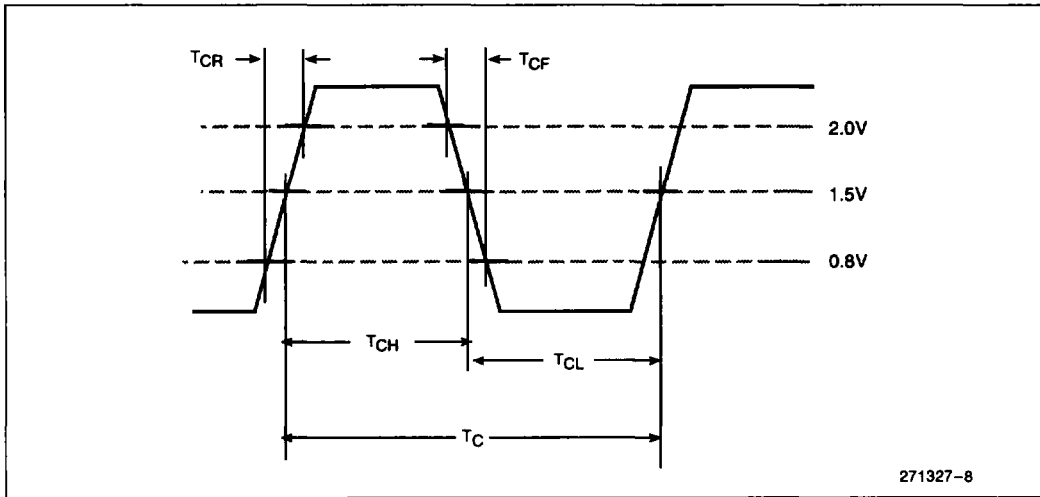 TCR
TCF
2.0V
1.5V
0.8V
TCH
TCL
TC
271327-8